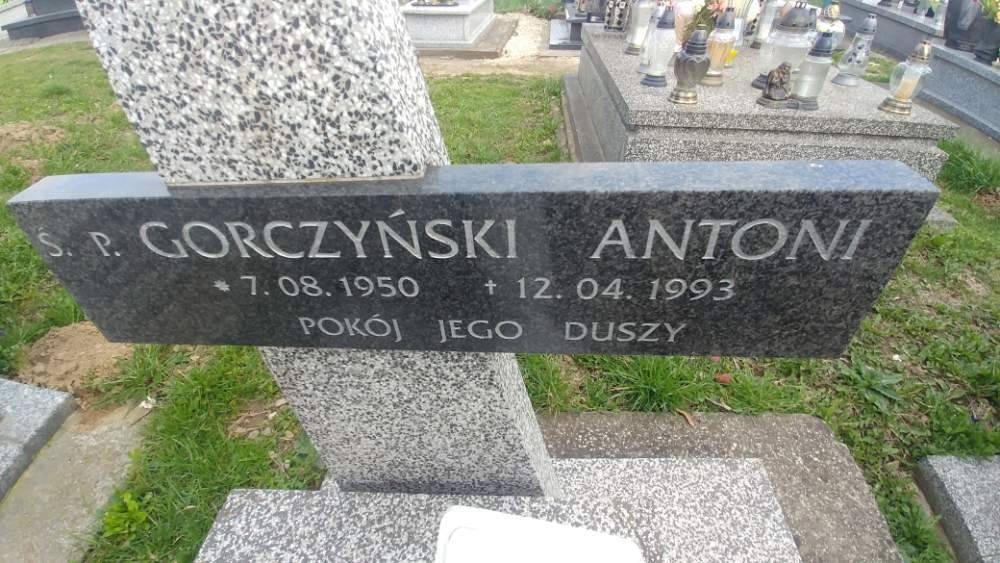 Ś. P. GORCZYŃSKI ANTONI
* 7.08.1950 † 12.04.1993
POKÓJ JEGO DUSZY